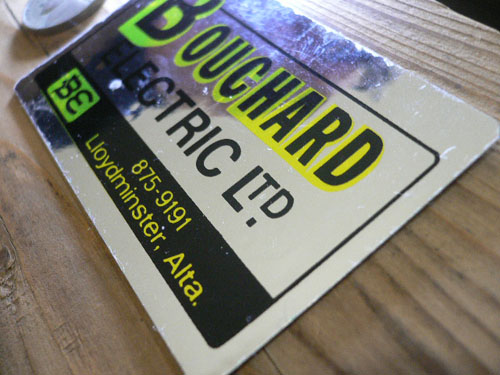 BOUCHARD
ELECTRIC LTD.
BE
875-9191
Lloydminster, Alta.